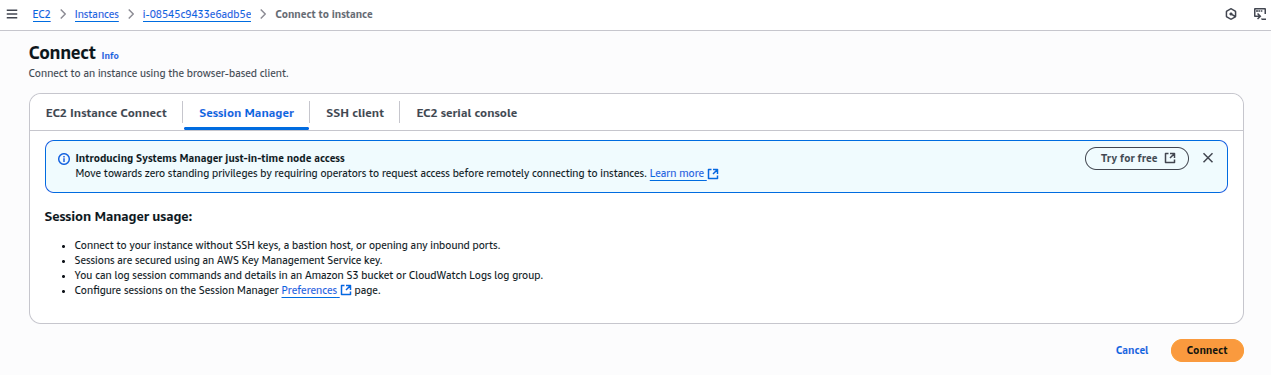 EC2 > Instances > i-08545c9433e6adb5e > Connect to instance
Connect Info
Connect to an instance using the browser-based client.
EC2 Instance Connect Session Manager SSH client EC2 serial console
Introducing Systems Manager just-in-time node access
Try for free
Move towards zero standing privileges by requiring operators to request access before remotely connecting to instances. Learn more
Session Manager usage:
• Connect to your instance without SSH keys, a bastion host, or opening any inbound ports.
• Sessions are secured using an AWS Key Management Service key.
• You can log session commands and details in an Amazon S3 bucket or CloudWatch Logs log group.
• Configure sessions on the Session Manager Preferences page.
Cancel Connect